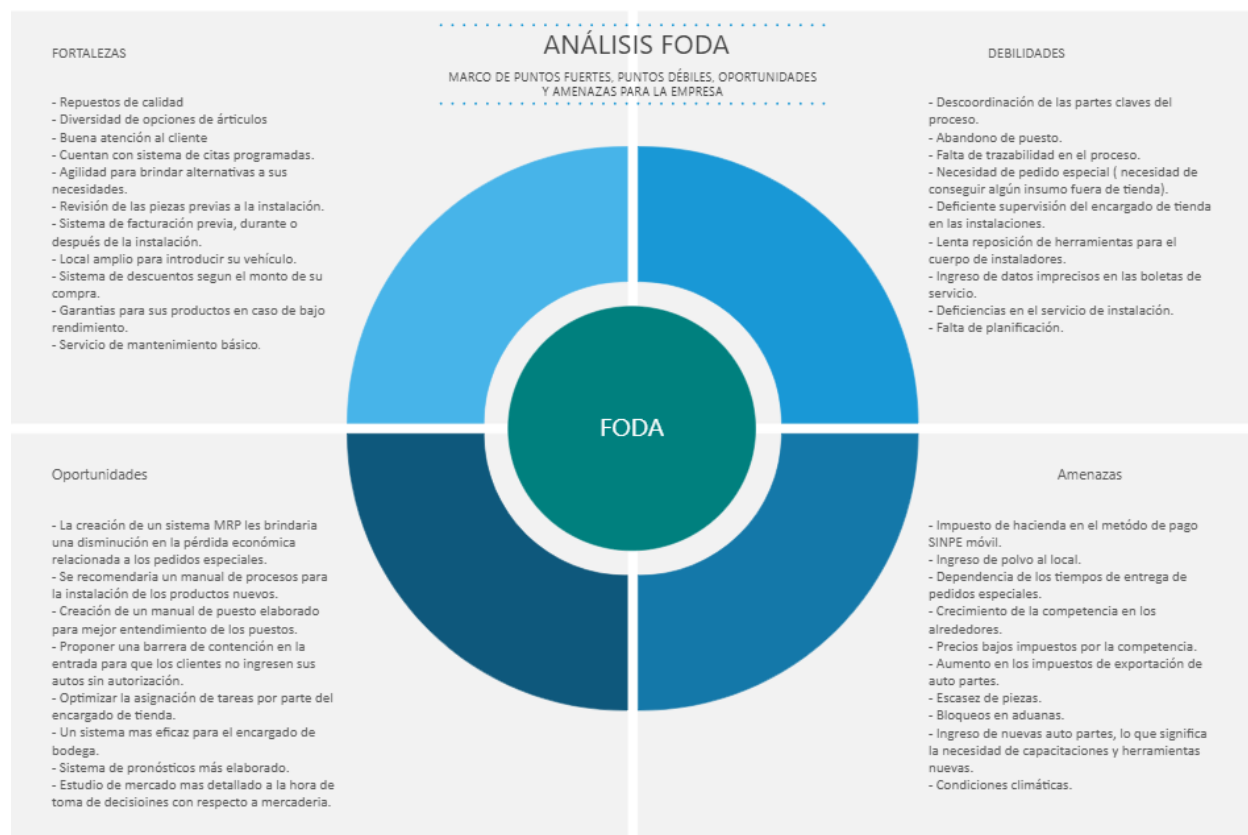 ANÁLISIS FODA
MARCO DE PUNTOS FUERTES, PUNTOS DÉBILES, OPORTUNIDADES
Y AMENAZAS PARA LA EMPRESA
FORTALEZAS
- Repuestos de calidad
- Diversidad de opciones de árticulos
- Buena atención al cliente
- Cuentan con sistema de citas programadas.
- Agilidad para brindar alternativas a sus
necesidades.
- Revisión de las piezas previas a la instalación.
- Sistema de facturación previa, durante o
después de la instalación.
- Local amplio para introducir su vehículo.
- Sistema de descuentos segun el monto de su
compra.
- Garantias para sus productos en caso de bajo
rendimiento.
- Servicio de mantenimiento básico.
DEBILIDADES
- Descoordinación de las partes claves del
proceso.
- Abandono de puesto.
- Falta de trazabilidad en el proceso.
- Necesidad de pedido especial ( necesidad de
conseguir algún insumo fuera de tienda).
- Deficiente supervisión del encargado de tienda
en las instalaciones.
- Lenta reposición de herramientas para el
cuerpo de instaladores.
- Ingreso de datos imprecisos en las boletas de
servicio.
- Deficiencias en el servicio de instalación.
- Falta de planificación.
FODA
Oportunidades
- La creación de un sistema MRP les brindaria
una disminución en la pérdida económica
relacionada a los pedidos especiales.
- Se recomendaria un manual de procesos para
la instalación de los productos nuevos.
- Creación de un manual de puesto elaborado
para mejor entendimiento de los puestos.
- Proponer una barrera de contención en la
entrada para que los clientes no ingresen sus
autos sin autorización.
- Optimizar la asignación de tareas por parte del
encargado de tienda.
- Un sistema mas eficaz para el encargado de
bodega.
- Sistema de pronósticos más elaborado.
- Estudio de mercado mas detallado a la hora de
toma de decisioines con respecto a mercaderia.
Amenazas
- Impuesto de hacienda en el metódo de pago
SINPE móvil.
- Ingreso de polvo al local.
- Dependencia de los tiempos de entrega de
pedidos especiales.
- Crecimiento de la competencia en los
alrededores.
- Precios bajos impuestos por la competencia.
- Aumento en los impuestos de exportación de
auto partes.
- Escasez de piezas.
- Bloqueos en aduanas.
- Ingreso de nuevas auto partes, lo que significa
la necesidad de capacitaciones y herramientas
nuevas.
- Condiciones climáticas.